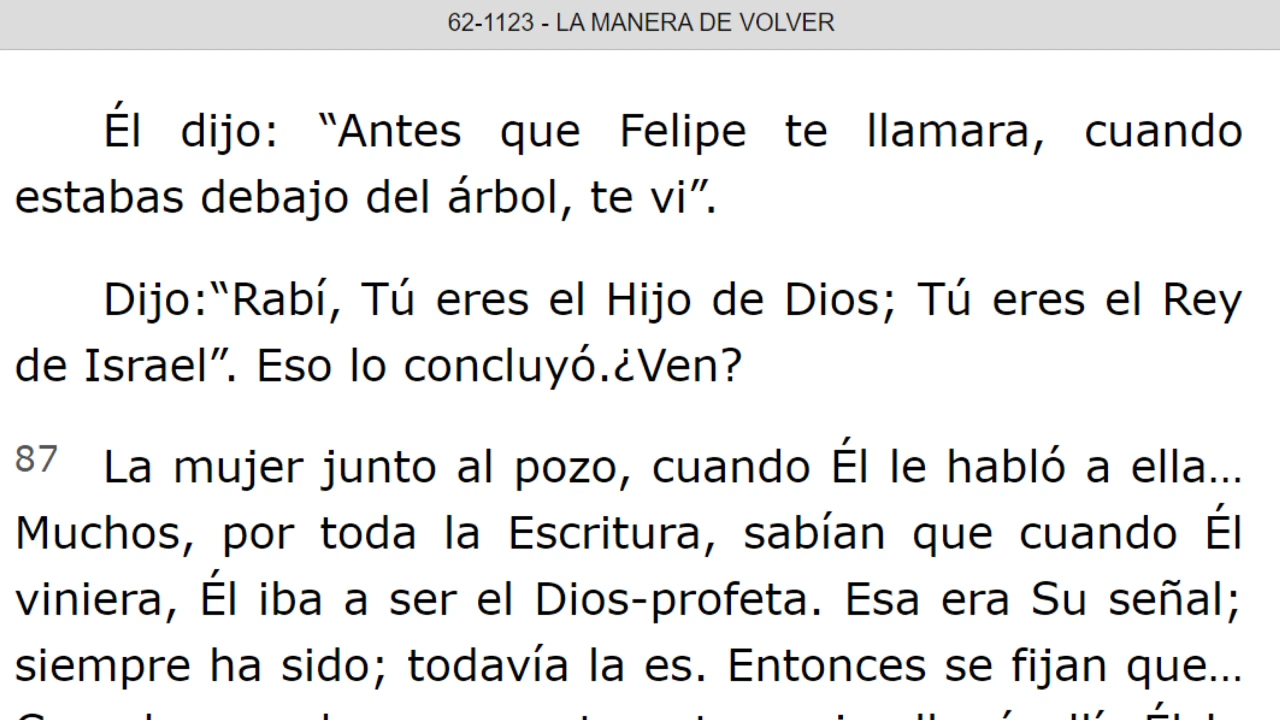 62-1123 - LA MANERA DE VOLVER
Él dijo: “Antes que Felipe te llamara, cuando
estabas debajo del árbol, te vi”.
Dijo:“Rabí, Tú eres el Hijo de Dios; Tú eres el Rey
de Israel”. Eso lo concluyó.¿Ven?
87 La mujer junto al pozo, cuando Él le habló a ella…
Muchos, por toda la Escritura, sabían que cuando Él
viniera, Él iba a ser el Dios-profeta. Esa era Su señal;
siempre ha sido; todavía la es. Entonces se fijan que…